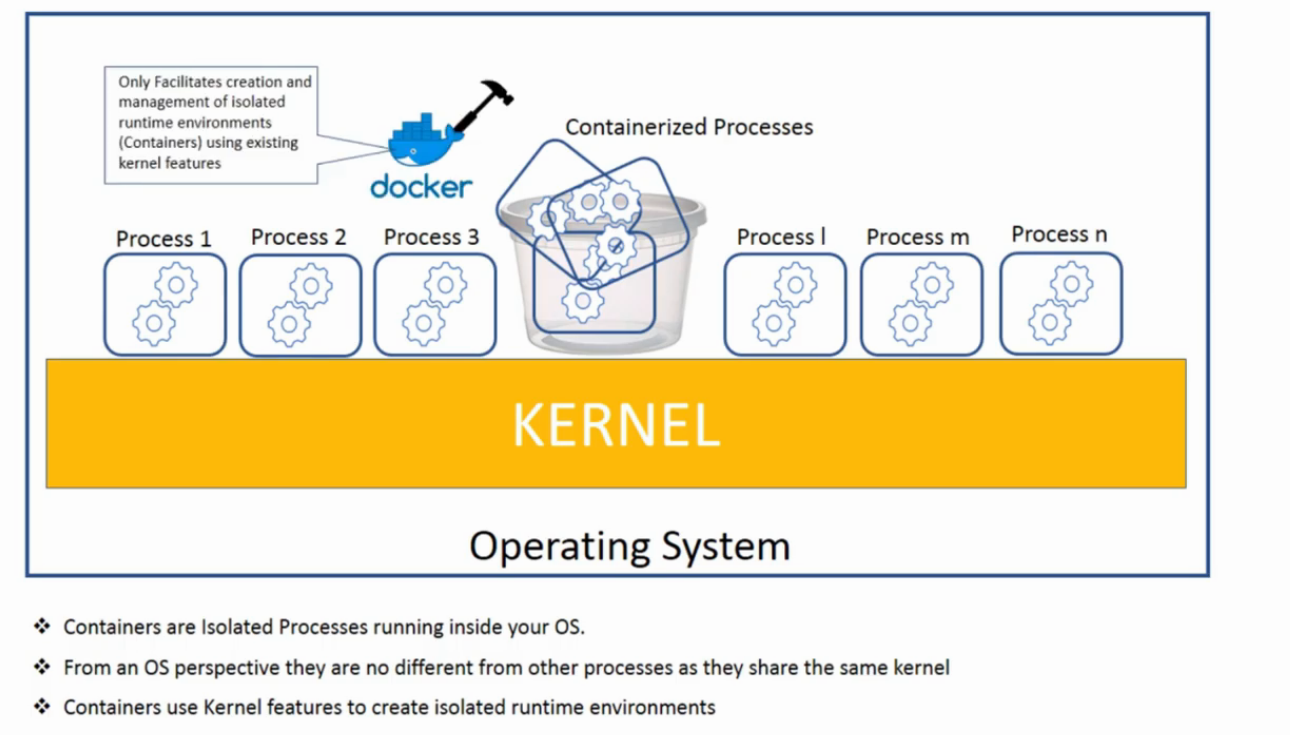 Only Facilitates creation and
management of isolated
runtime environments
(Containers) using existing
kernel features
docker
Containerized Processes
Process 1
Process 2
Process 3
Process l
Process m
Process n
KERNEL
Operating System
❖ Containers are Isolated Processes running inside your OS.
❖ From an OS perspective they are no different from other processes as they share the same kernel
❖ Containers use Kernel features to create isolated runtime environments